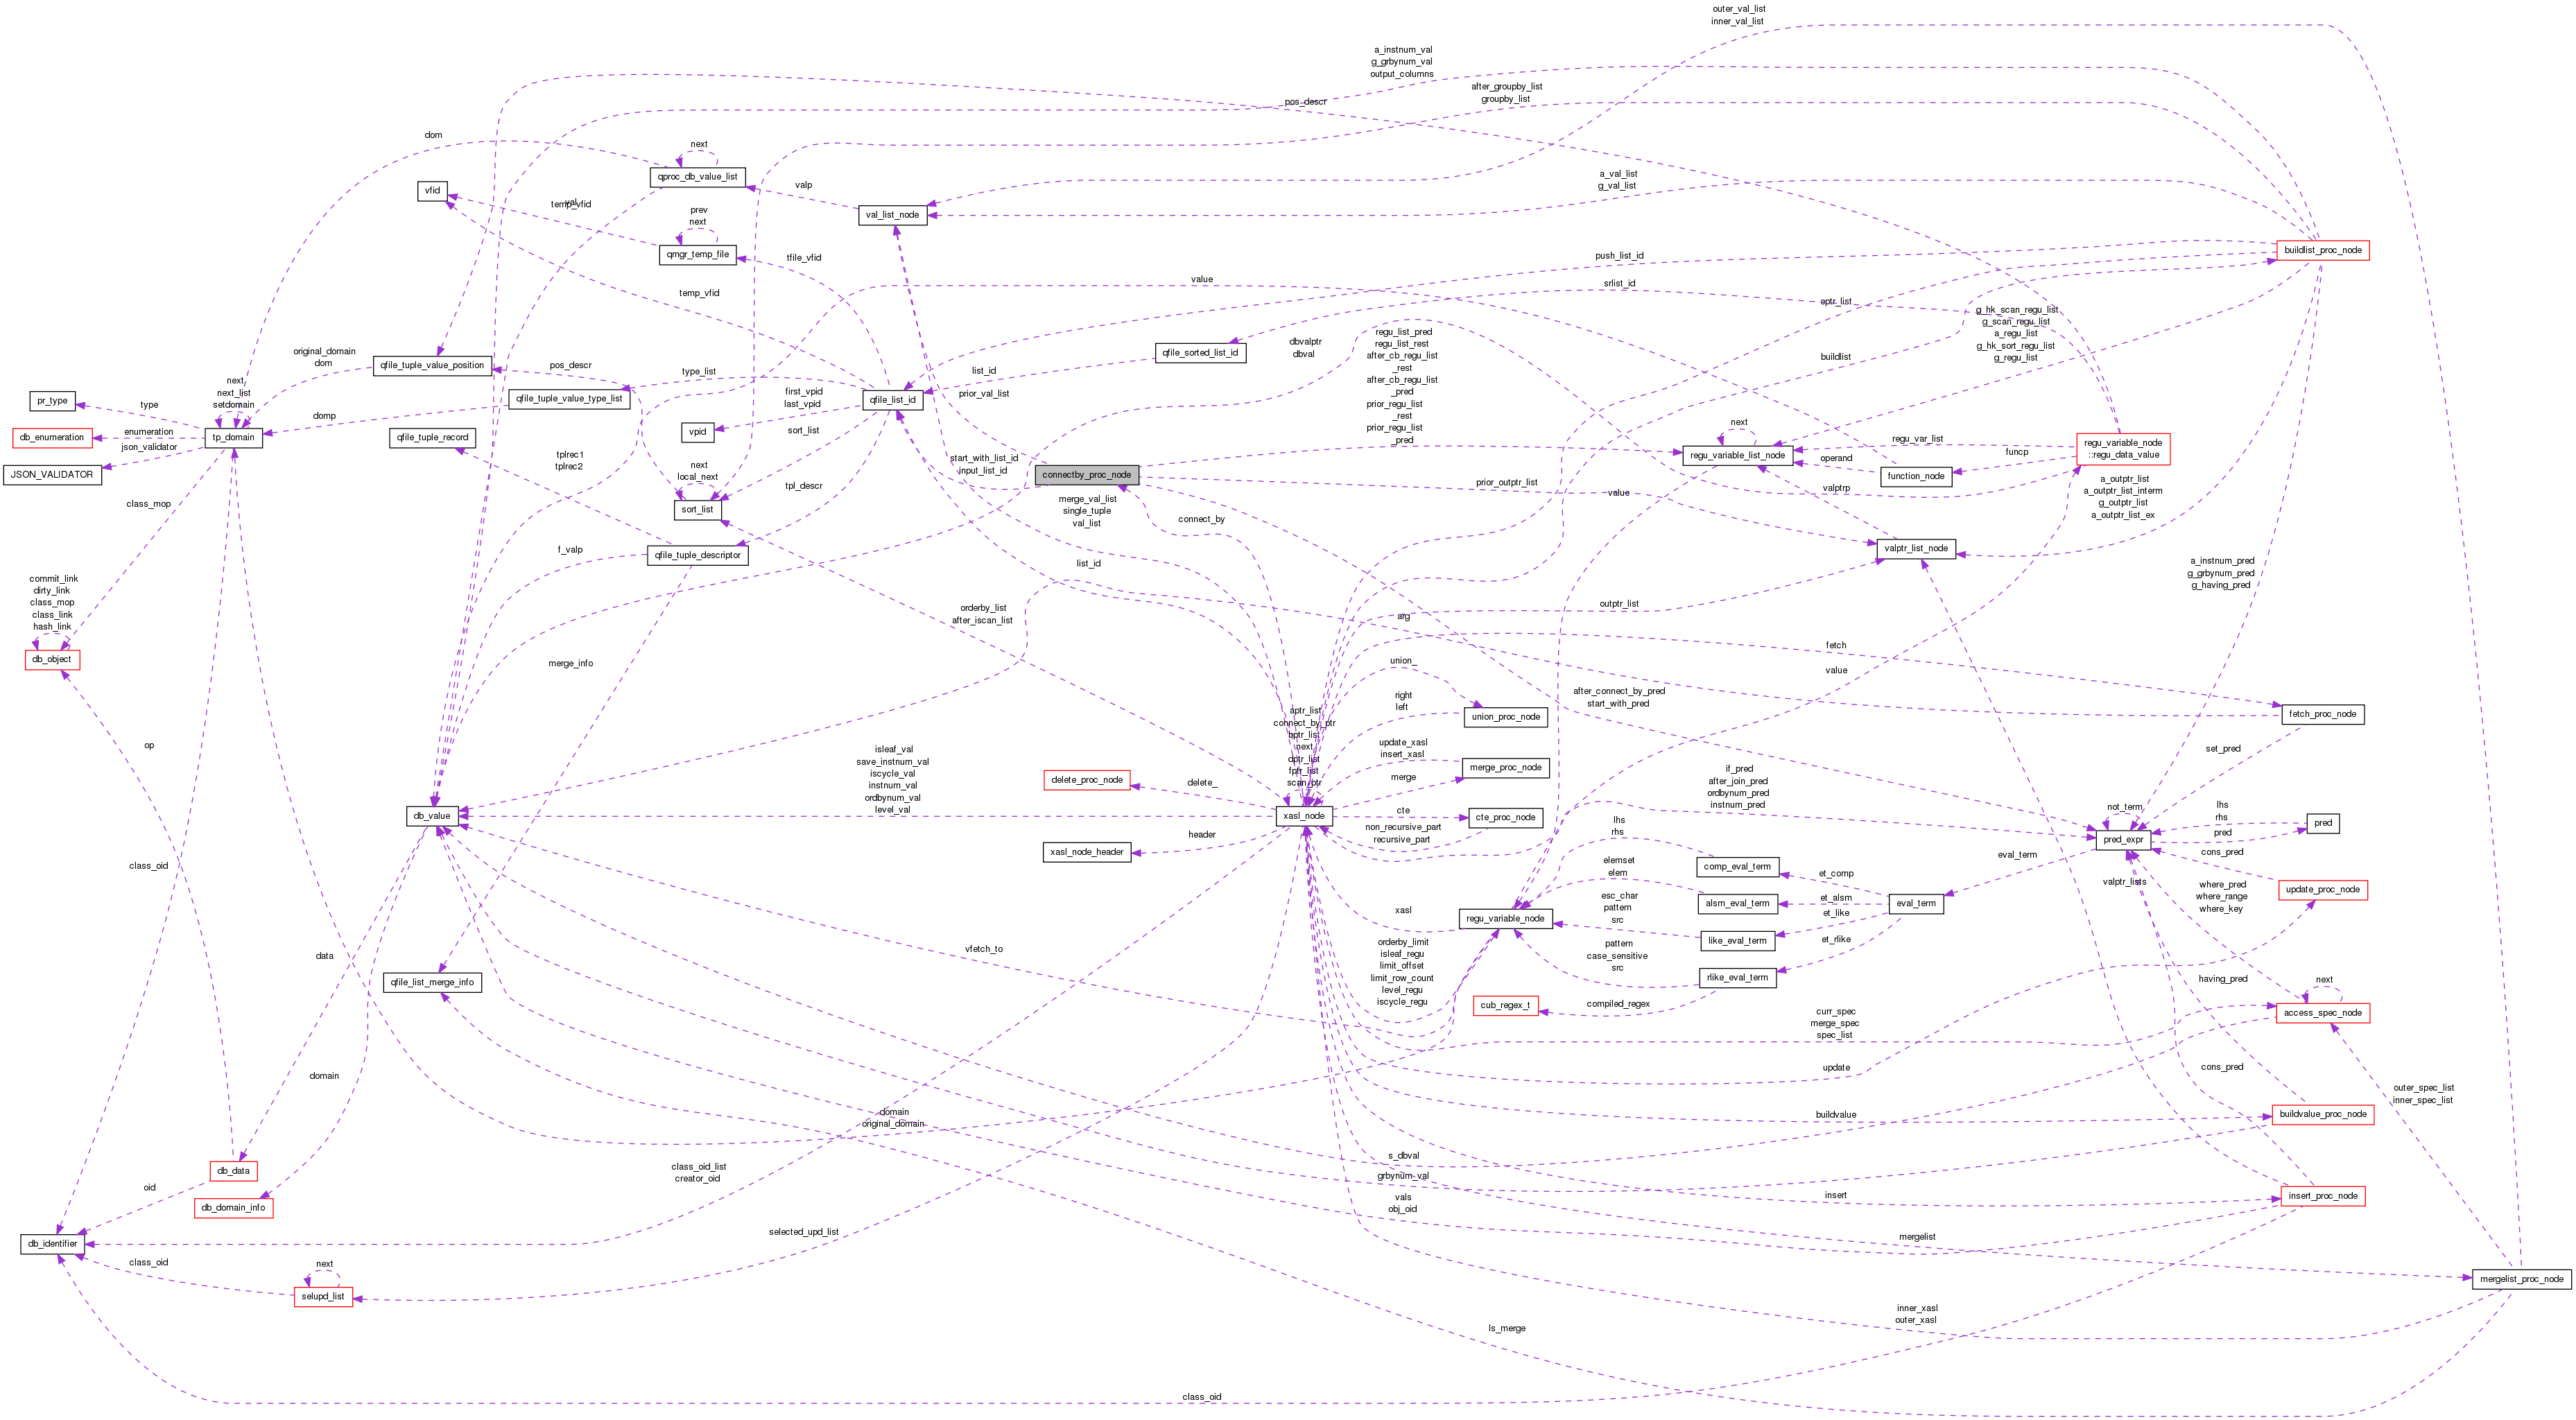 outer_val_list
inner_val_list
a_instnum_val
g_grbynum_val
output_columns
after_groupby_list
groupby_list
pos_descr
dom
next
qproc_db_value_list
valp
a_val_list
g_val_list
vfid
temp_vfid
prev
next
val_list_node
qmgr_temp_file
tfile_vfid
push_list_id
buildlist_proc_node
temp_vfid
value
srlist_id
optr_list
g_hk_scan_regu_list
g_scan_regu_list
a_regu_list
g_hk_sort_regu_list
g_regu_list
original_domain
dom
qfile_tuple_value_position
pos_descr
type_list
list_id
prior_val_list
regu_list_pred
regu_list_rest
after_cb_regu_list
_rest
after_cb_regu_list
_pred
prior_regu_list
_rest
prior_regu_list
_pred
dbvalptr
dbval
qfile_sorted_list_id
buildlist
next
next_list
setdomain
pr_type
type
domp
qfile_tuple_value_type_list
first_vpid
last_vpid
qfile_list_id
db_enumeration
enumeration
tp_domain
qfile_tuple_record
vpid
sort_list
next
regu_var_list
regu_variable_node
::regu_data_value
JSON_VALIDATOR
json_validator
tplrec1
tplrec2
next
local_next
start_with_list_id
input_list_id
connectby_proc_node
regu_variable_list_node
operand
funcp
function_node
class_mop
sort_list
tpl_descr
merge_val_list
single_tuple
val_list
connect_by
prior_outptr_list
value
valptrp
a_outptr_list
a_outptr_list_interm
g_outptr_list
a_outptr_list_ex
f_valp
qfile_tuple_descriptor
list_id
valptr_list_node
a_instnum_pred
g_grbynum_pred
g_having_pred
commit_link
dirty_link
class_mop
class_link
hash_link
db_object
orderby_list
after_iscan_list
outptr_list
arg
fetch
merge_info
union_
value
after_connect_by_pred
start_with_pred
right
left
union_proc_node
fetch_proc_node
aptr_list
connect_by_ptr
bptr_list
next
dptr_list
fptr_list
scan_ptr
op
isleaf_val
save_instnum_val
iscycle_val
instnum_val
ordbynum_val
level_val
delete_proc_node
delete_
update_xasl
insert_xasl
merge
merge_proc_node
if_pred
after_join_pred
ordbynum_pred
instnum_pred
set_pred
db_value
xasl_node
cte
cte_proc_node
non_recursive_part
recursive_part
not_term
lhs
rhs
pred
pred
pred_expr
header
xasl_node_header
lhs
rhs
comp_eval_term
et_comp
eval_term
cons_pred
class_oid
elemset
elem
alsm_eval_term
et_alsm
eval_term
valptr_lists
where_pred
where_range
where_key
update_proc_node
xasl
regu_variable_node
esc_char
pattern
src
like_eval_term
et_like
data
vfetch_to
orderby_limit
isleaf_regu
limit_offset
limit_row_count
level_regu
iscycle_regu
pattern
case_sensitive
src
rlike_eval_term
et_rlike
having_pred
next
qfile_list_merge_info
cub_regex_t
compiled_regex
access_spec_node
curr_spec
merge_spec
spec_list
domain
update
cons_pred
outer_spec_list
inner_spec_list
domain
original_domain
buildvalue
buildvalue_proc_node
db_data
class_oid_list
creator_oid
s_dbval
grbynum_val
oid
db_domain_info
vals
obj_oid
insert
insert_proc_node
db_identifier
selected_upd_list
mergelist
class_oid
next
selupd_list
mergelist_proc_node
inner_xasl
outer_xasl
ls_merge
class_oid